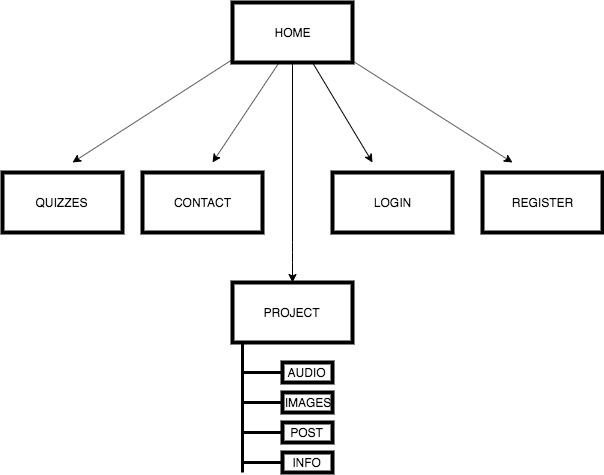 HOME
QUIZZES
CONTACT
LOGIN
REGISTER
PROJECT
AUDIO
IMAGES
POST
INFO